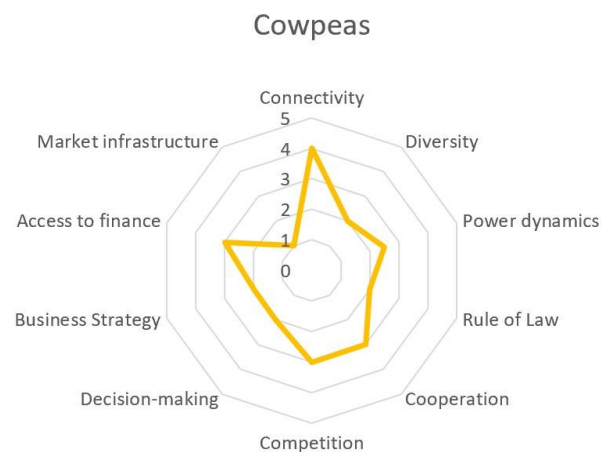 Cowpeas
Connectivity
5
Market infrastructure
4
Diversity
3
Access to finance
2
Power dynamics
1
0
Business Strategy
Rule of Law
Decision-making
Cooperation
Competition